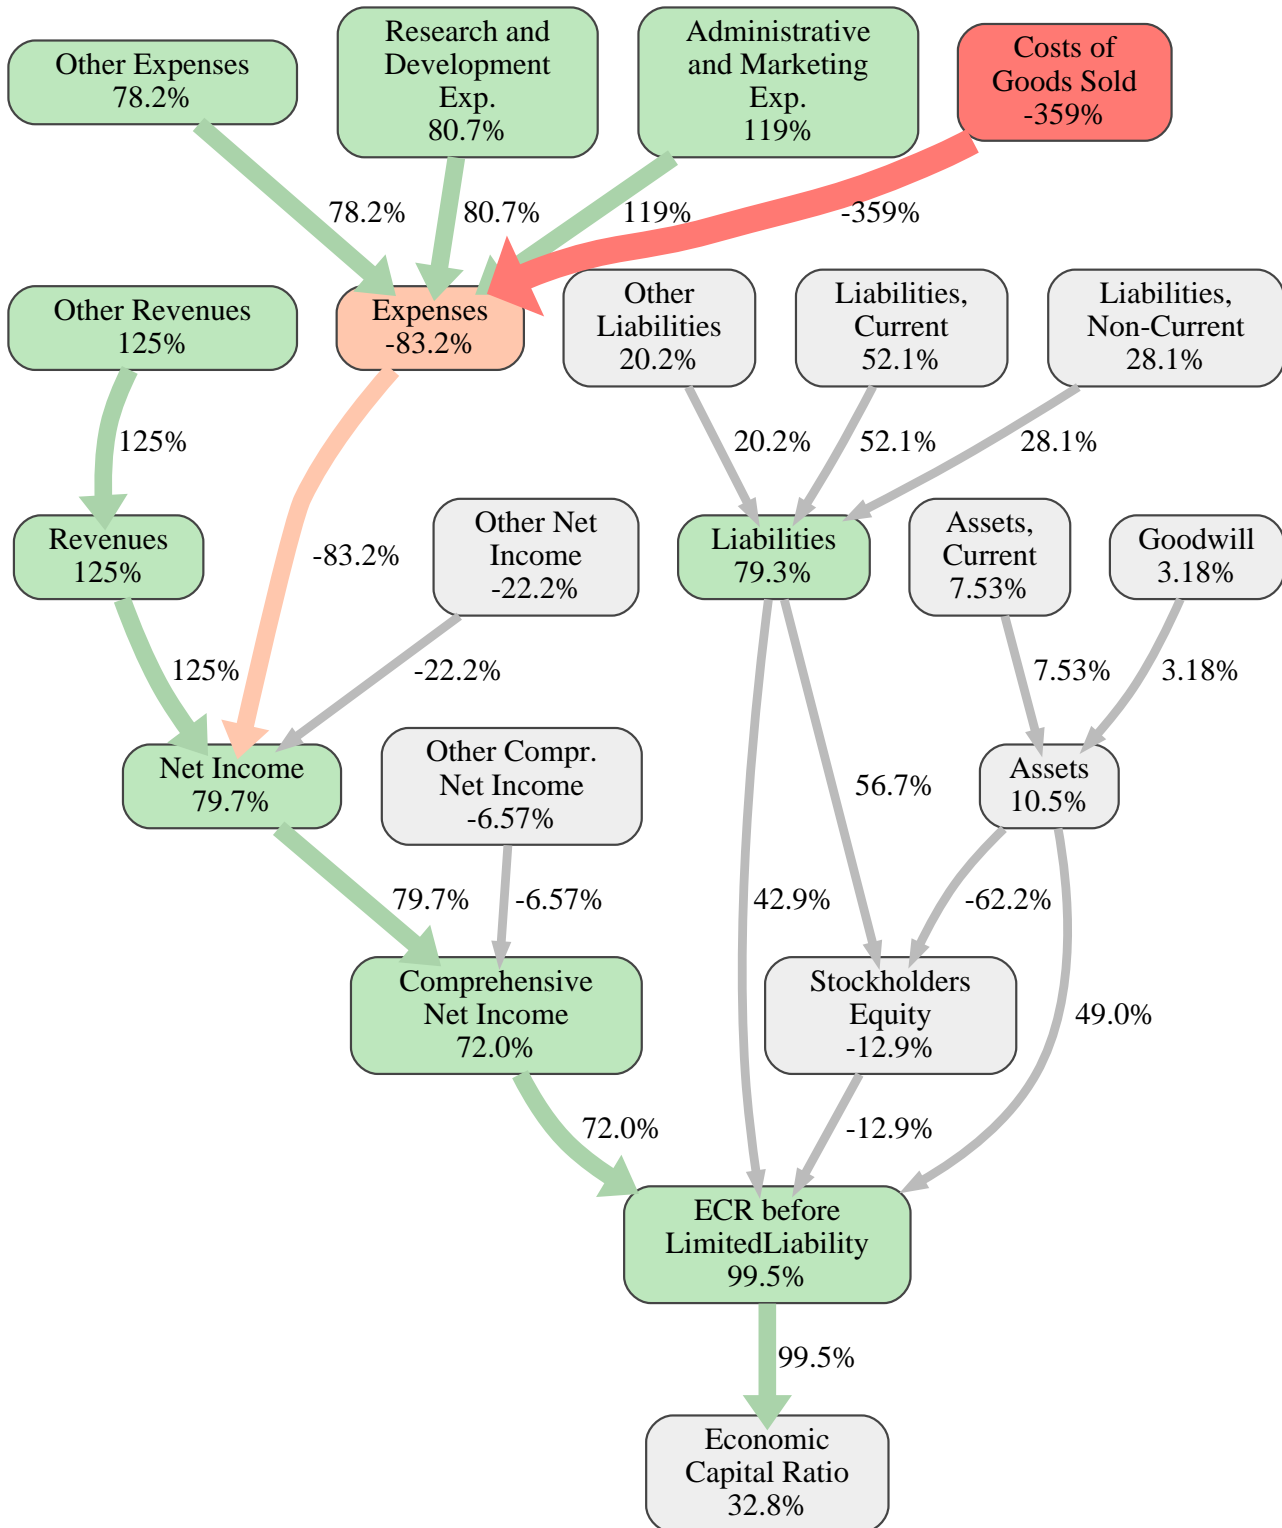 Other Expenses
78.2%
Research and
Development
Exp.
80.7%
Administrative
and Marketing
Exp.
119%
Costs of
Goods Sold
-359%
78.2%
80.7%
119%
-359%
Other Revenues
125%
Expenses
-83.2%
Other
Liabilities
20.2%
Liabilities,
Current
52.1%
Liabilities,
Non-Current
28.1%
125%
20.2%
52.1%
28.1%
Revenues
125%
-83.2%
Other Net
Income
-22.2%
Liabilities
79.3%
Assets,
Current
7.53%
Goodwill
3.18%
125%
-22.2%
7.53%
3.18%
Net Income
79.7%
Other Compr.
Net Income
-6.57%
56.7%
Assets
10.5%
79.7%
-6.57%
42.9%
-62.2%
Comprehensive
Net Income
72.0%
Stockholders
Equity
-12.9%
49.0%
72.0%
-12.9%
ECR before
LimitedLiability
99.5%
99.5%
Economic
Capital Ratio
32.8%